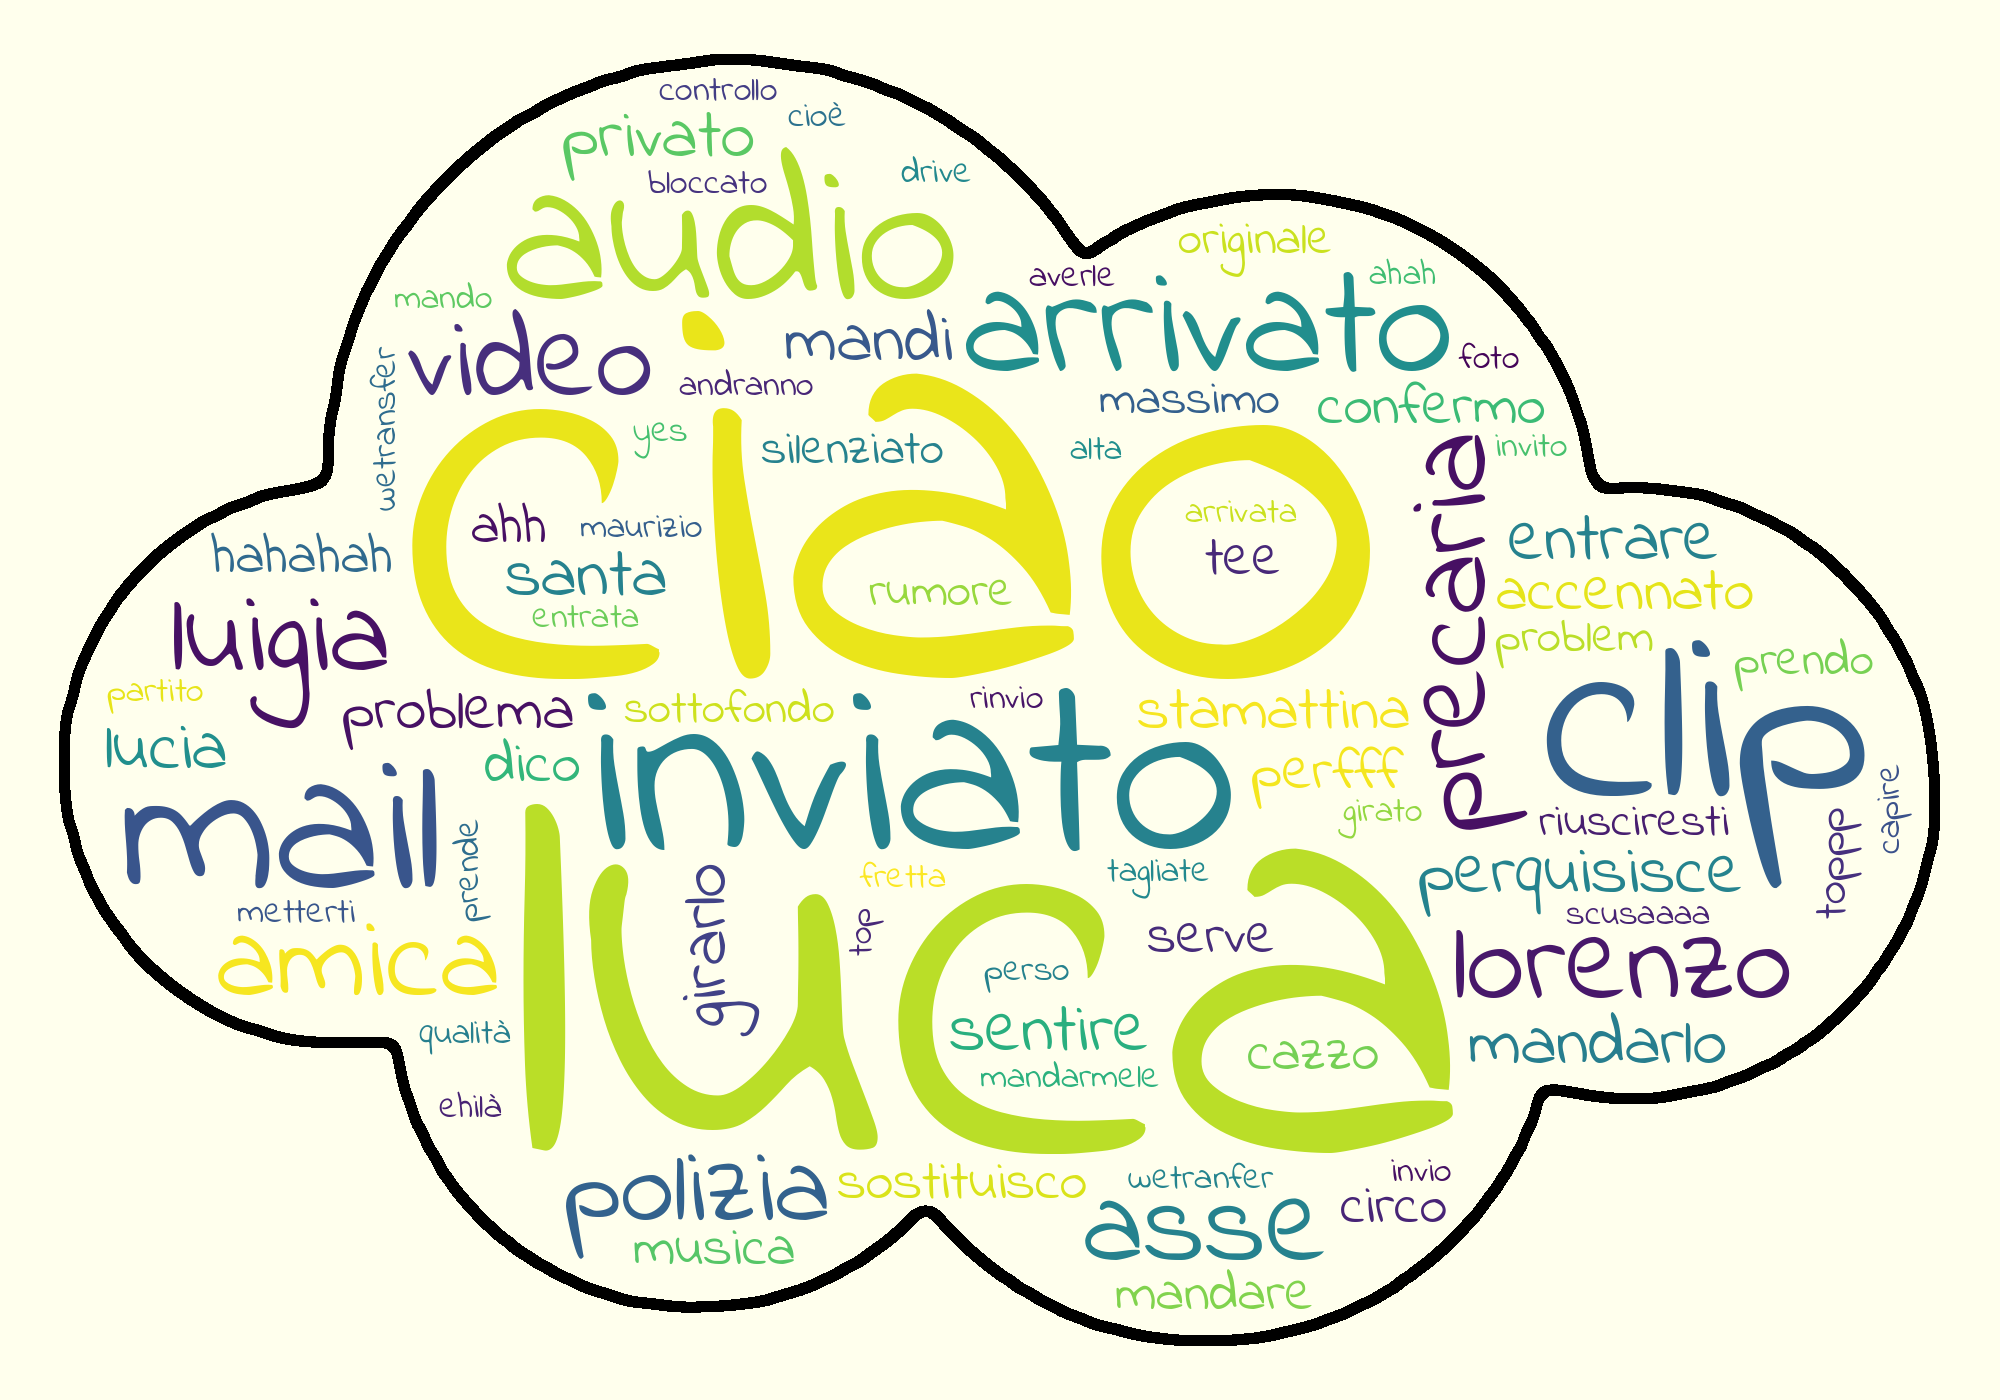 controllo
cioè
privato
bloccato
drive
audio
originale
averle
ahah
mando
arrivato
video
mandi
foto
andranno
massimo
confermo
wetransfer
ciao
yes
silenziato
alta
precaria
invito
ahh
maurizio
arrivata
hahahah
santa
tee
entrare
rumore
accennato
entrata
luigia
problem
prendo
partito
problema
sottofondo
rinvio
stamattina
clip
lucia
dico
inviato
perfff
mail
girato
riusciresti
toppp
capire
prende
luca
girarlo
fretta
tagliate
perquisisce
metterti
top
scusaaaa
amica
serve
lorenzo
perso
qualità
sentire
cazzo
mandarlo
mandarmele
ehilà
polizia
sostituisco
wetranfer
invio
circo
asse
musica
mandare